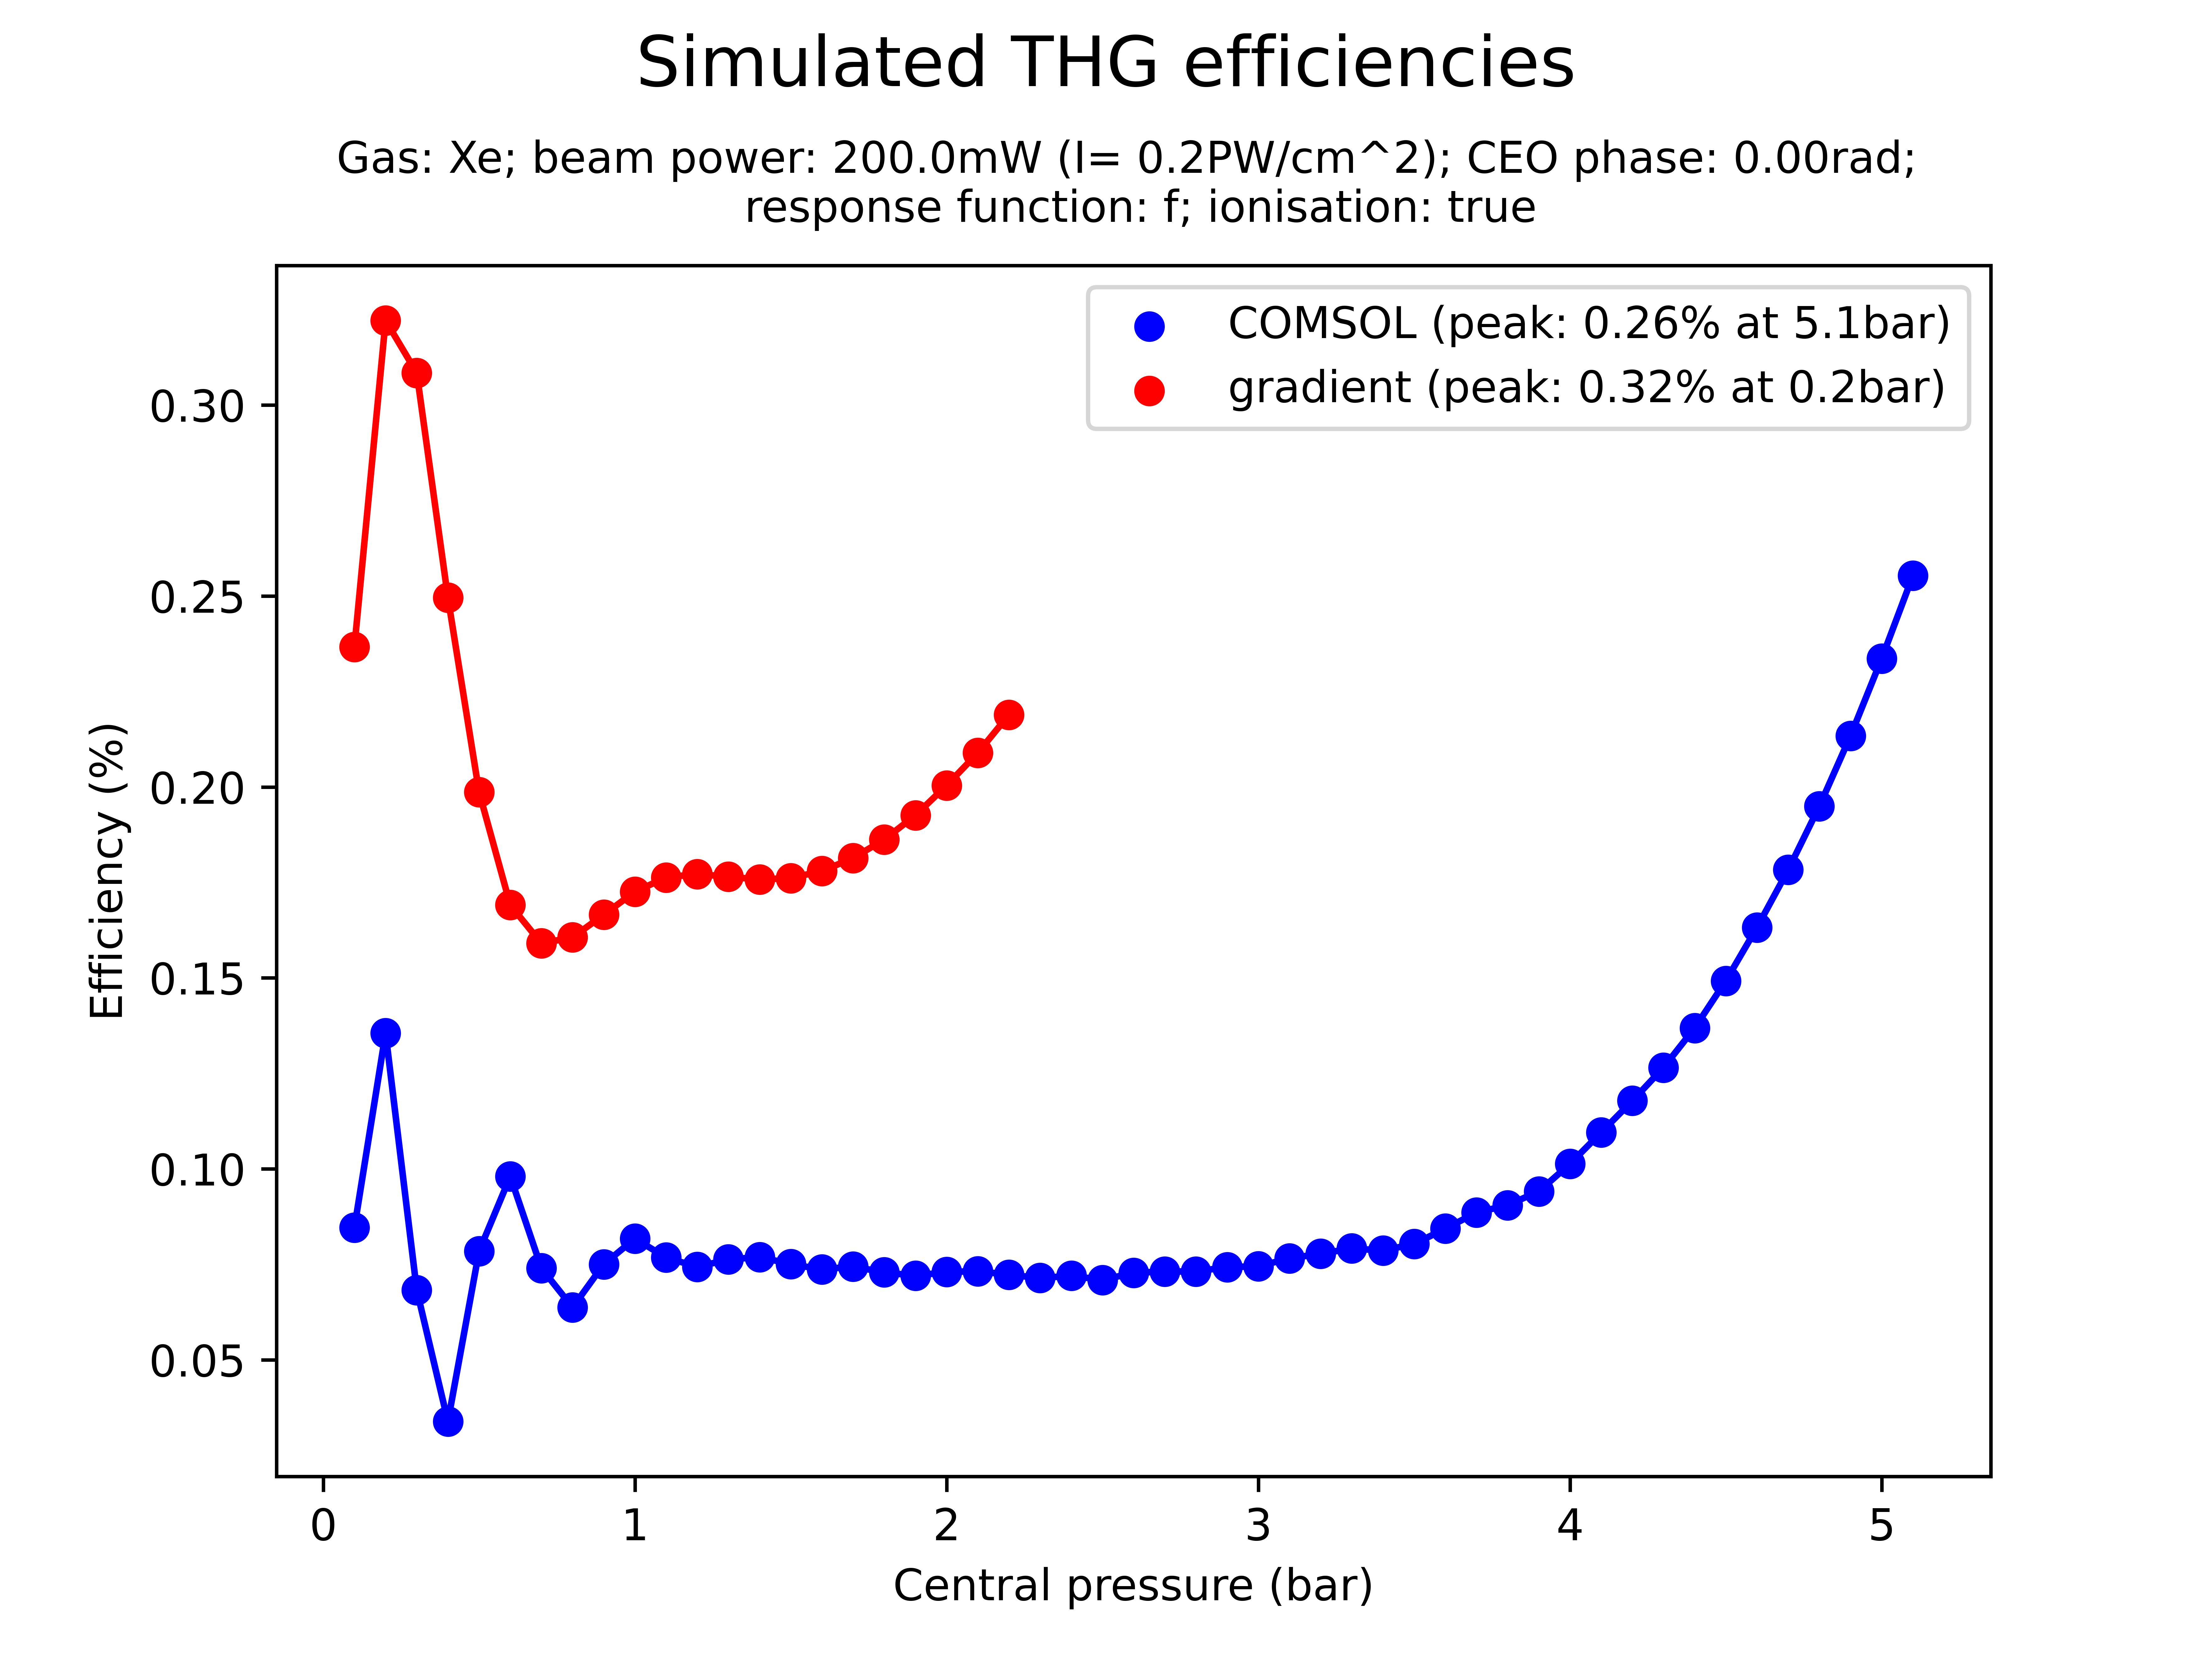 Simulated THG efficiencies
Gas: Xe; beam power: 200.0mW (I= 0.2PW/cm^2); CEO phase: 0.00rad;
response function: f; ionisation: true
COMSOL (peak: 0.26% at 5.1bar)
gradient (peak: 0.32% at 0.2bar)
Efficiency (%)
0.30
0.25
0.20
0.15
0.10
0.05
0 1 2 3 4 5
Central pressure (bar)